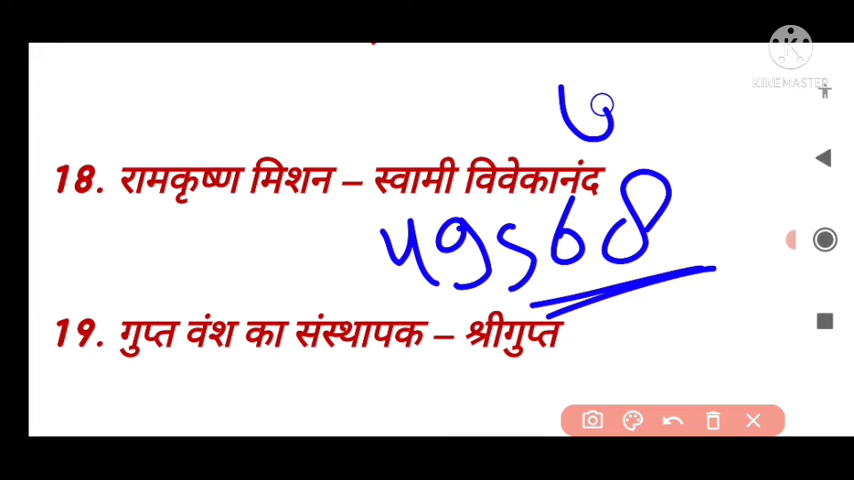 KINEMASTER
18. रामकृष्ण मिशन – स्वामी विवेकानंद
19. गुप्त वंश का संस्थापक – श्रीगुप्त